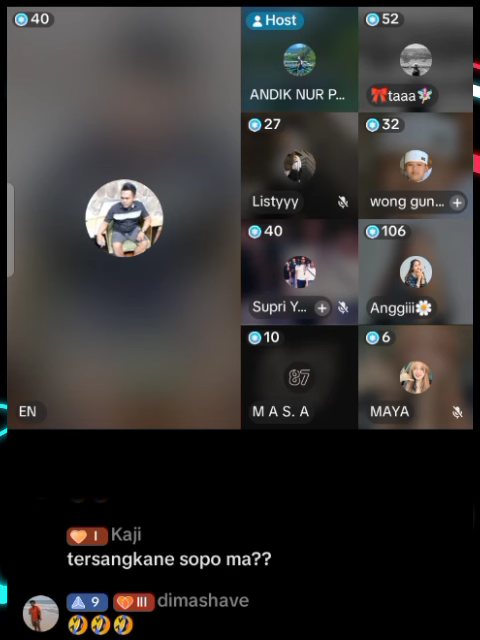 40
Host
ANDIK NUR P...
52
🎀taaa🧚
27
Listyyy
32
wong gun...
40
Supri Y...
106
Anggiii🌼
10
87
M A S. A
6
MAYA
EN
I Kaji
tersangkane sopo ma??
9 III dimashave
🤣🤣🤣